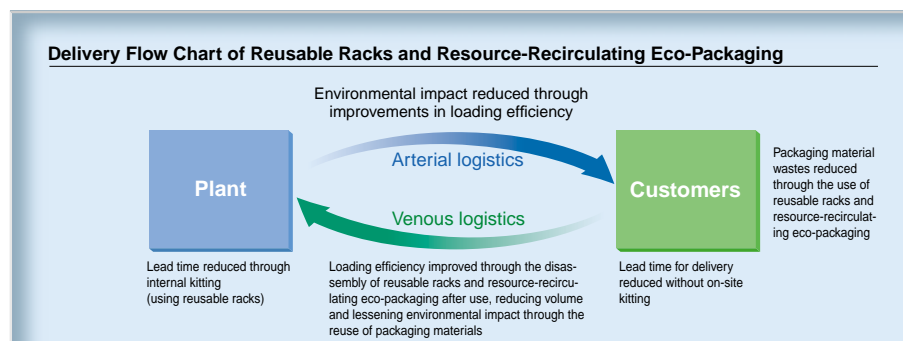 Delivery Flow Chart of Reusable Racks and Resource-Recirculating Eco-Packaging
Environmental impact reduced through
improvements in loading efficiency
Arterial logistics
Plant
Customers
Venous logistics
Packaging material
wastes reduced
through the use of
reusable racks and
resource-recirculat-
ing eco-packaging
Lead time reduced through
internal kitting
(using reusable racks)
Loading efficiency improved through the disas-
sembly of reusable racks and resource-recircu-
lating eco-packaging after use, reducing volume
and lessening environmental impact through the
reuse of packaging materials
Lead time for delivery
reduced without on-site
kitting